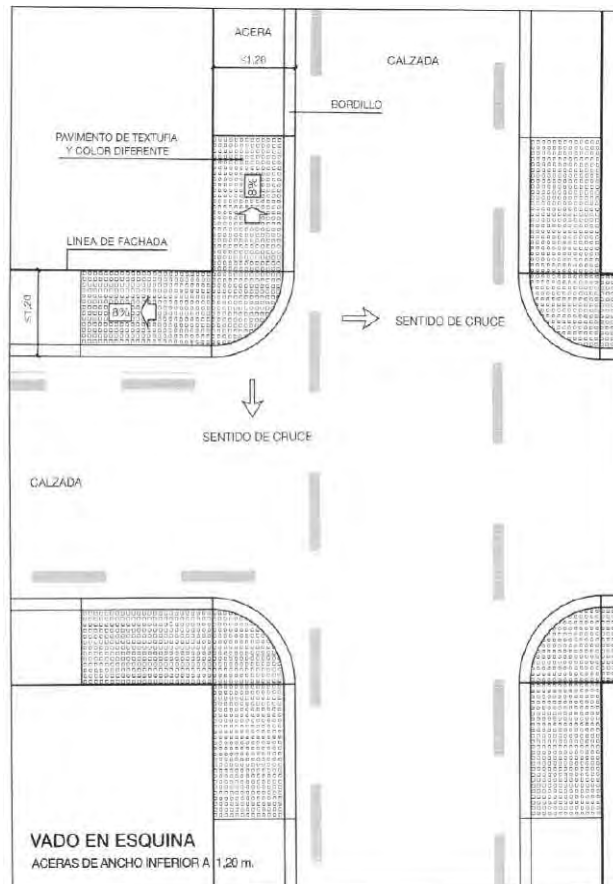 ACERA
≤1,20
CALZADA
BORDILLO
PAVIMENTO DE TEXTURA
Y COLOR DIFERENTE
8%
LINEA DE FACHADA
≤1,20
8%
SENTIDO DE CRUCE
SENTIDO DE CRUCE
CALZADA
VADO EN ESQUINA
ACERAS DE ANCHO INFERIOR A 1,20 m.